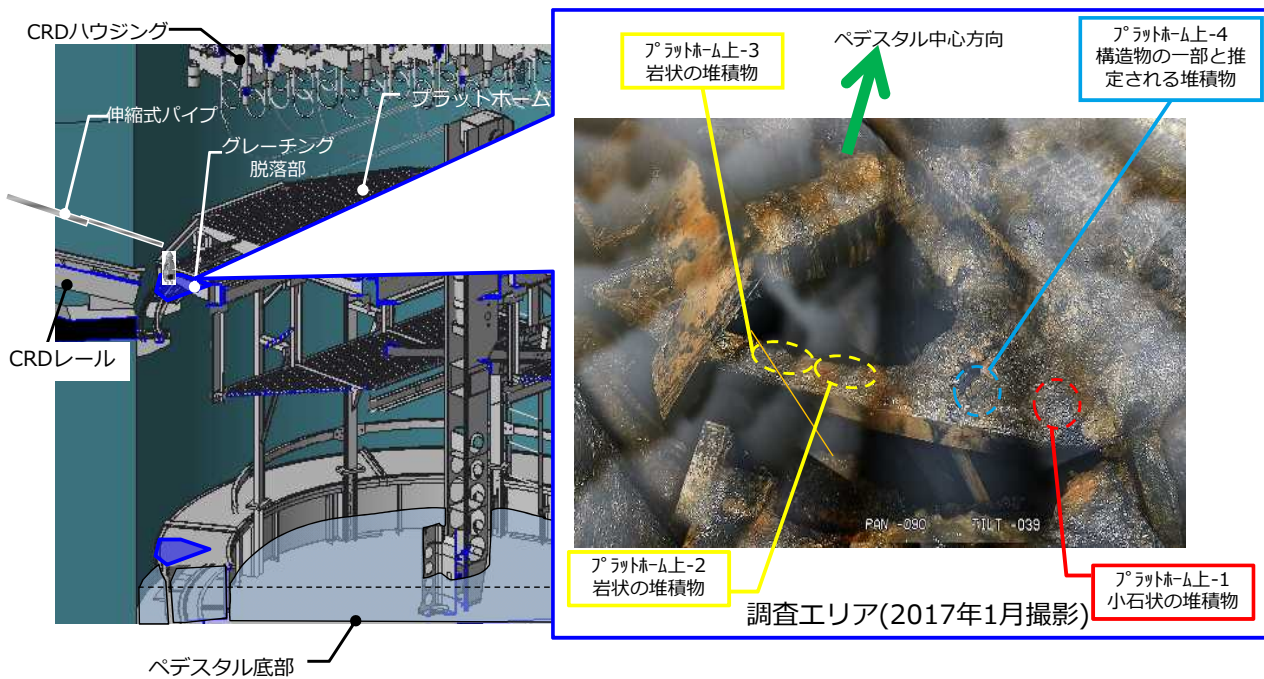 CRDハウジング
伸縮式パイプ
プラットホーム
グレーチング
脱落部
CRDレール
ペデスタル底部
ﾌﾟﾗｯﾄﾎｰﾑ上-3
岩状の堆積物
ペデスタル中心方向
ﾌﾟﾗｯﾄﾎｰﾑ上-4
構造物の一部と推
定される堆積物
PAN -090 TILT -039
ﾌﾟﾗｯﾄﾎｰﾑ上-2
岩状の堆積物
ﾌﾟﾗｯﾄﾎｰﾑ上-1
小石状の堆積物
調査エリア(2017年1月撮影)